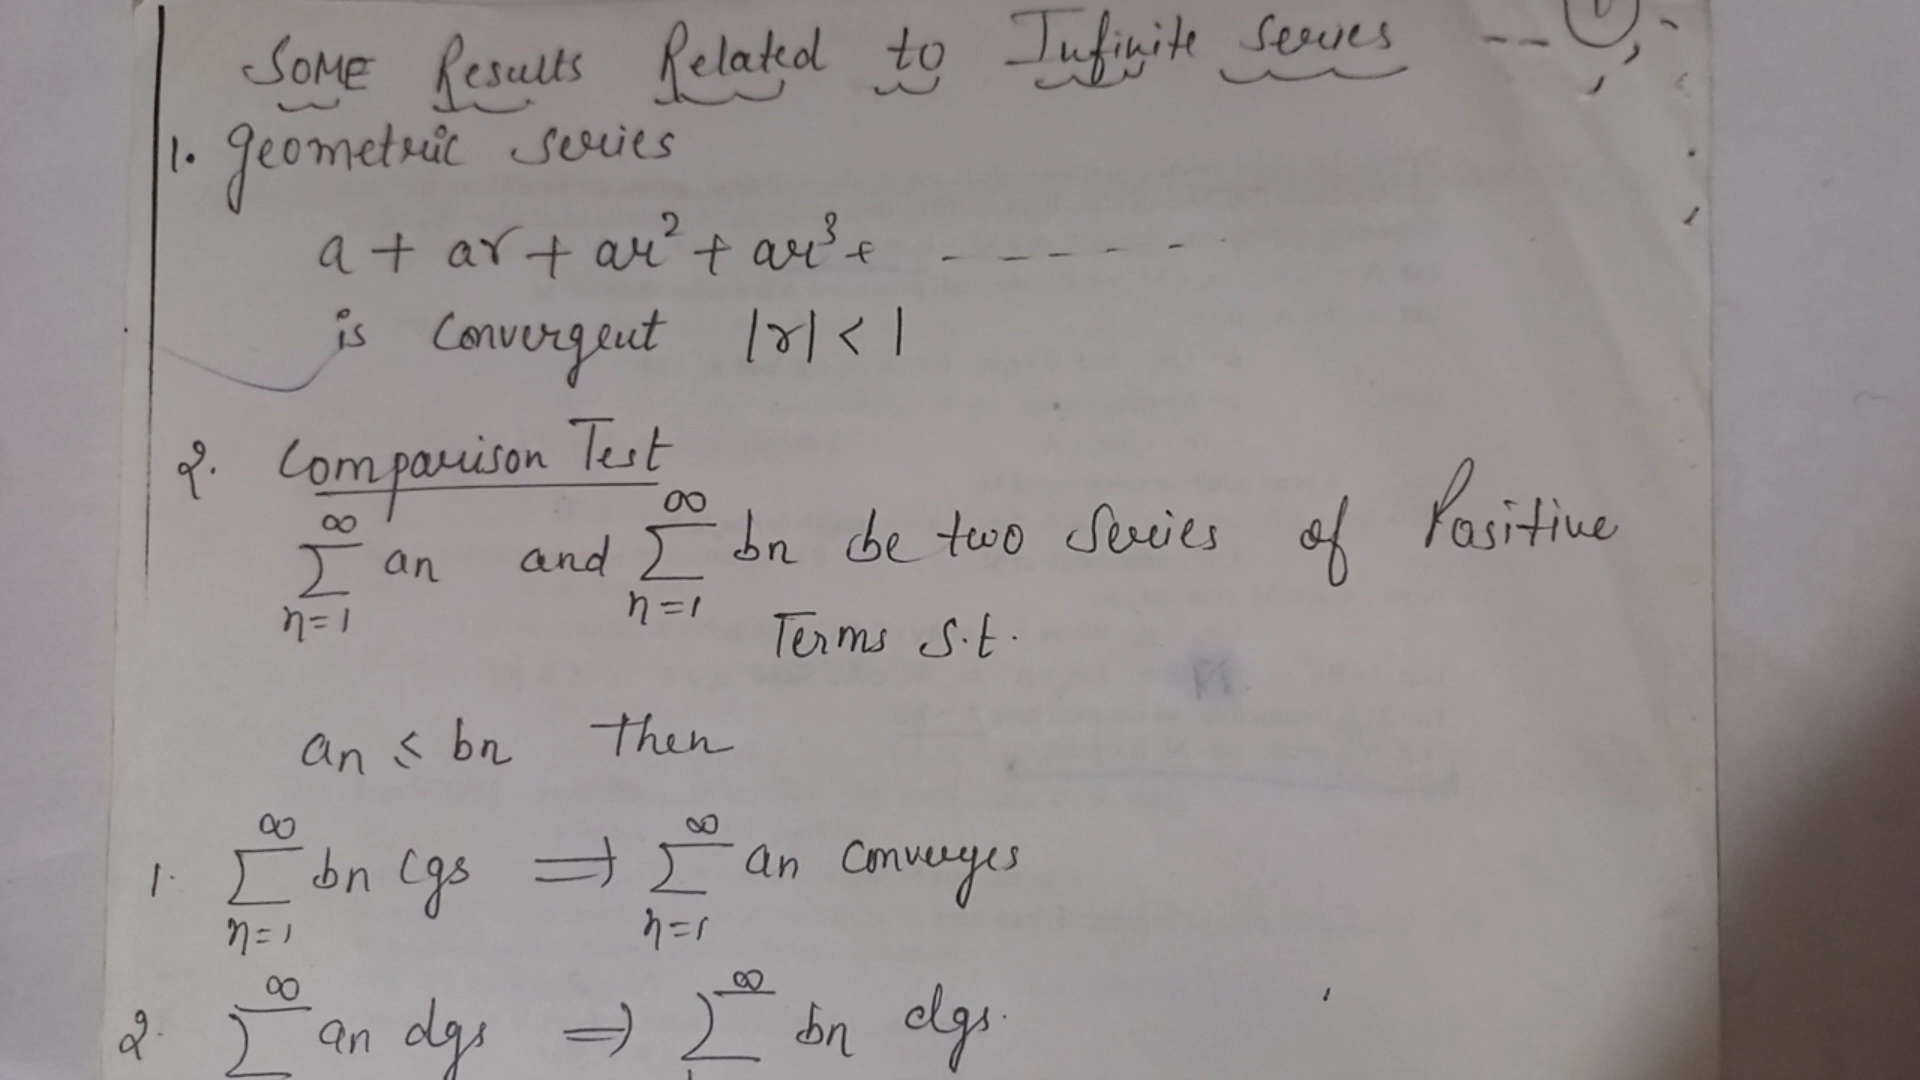 SOME Results Related to Infinite series -- 1
1. geometric series
a + ar + ar² + ar³ + - - - - - - -
is Convergent |r| < 1
2. Comparison Test
∑_{n=1}^{∞} an and ∑_{n=1}^{∞} bn be two Series of Positive
Terms s.t.
an ≤ bn then
1. ∑_{n=1}^{∞} bn cgs ⟹ ∑_{n=1}^{∞} an Converges
2. ∑^{∞} an dgs ⟹ ∑^{∞} bn dgs.